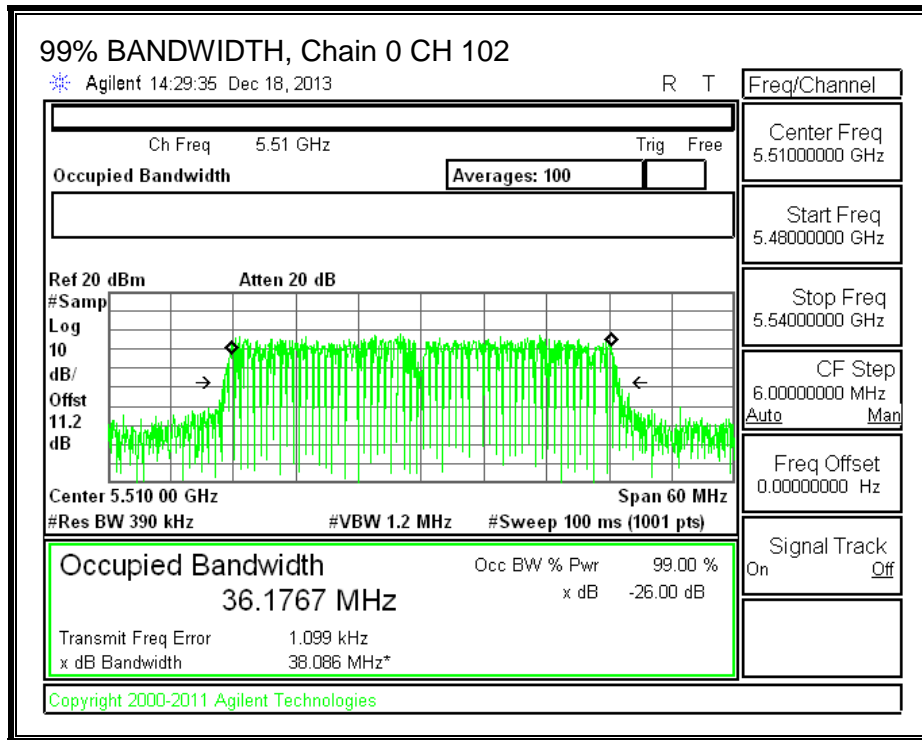 99% BANDWIDTH, Chain 0 CH 102
Agilent 14:29:35 Dec 18, 2013 R T
Freq/Channel
Ch Freq 5.51 GHz Trig Free
Occupied Bandwidth Averages: 100
Center Freq
5.51000000 GHz
Start Freq
5.48000000 GHz
Stop Freq
5.54000000 GHz
CF Step
6.00000000 MHz
Auto Man
Freq Offset
0.00000000 Hz
Signal Track
On Off
Ref 20 dBm Atten 20 dB
#Samp
Log
10
dB/
Offst
11.2
dB
Center 5.510 00 GHz Span 60 MHz
#Res BW 390 kHz #VBW 1.2 MHz #Sweep 100 ms (1001 pts)
Occupied Bandwidth Occ BW % Pwr 99.00 %
36.1767 MHz x dB -26.00 dB
Transmit Freq Error 1.099 kHz
x dB Bandwidth 38.086 MHz*
Copyright 2000-2011 Agilent Technologies